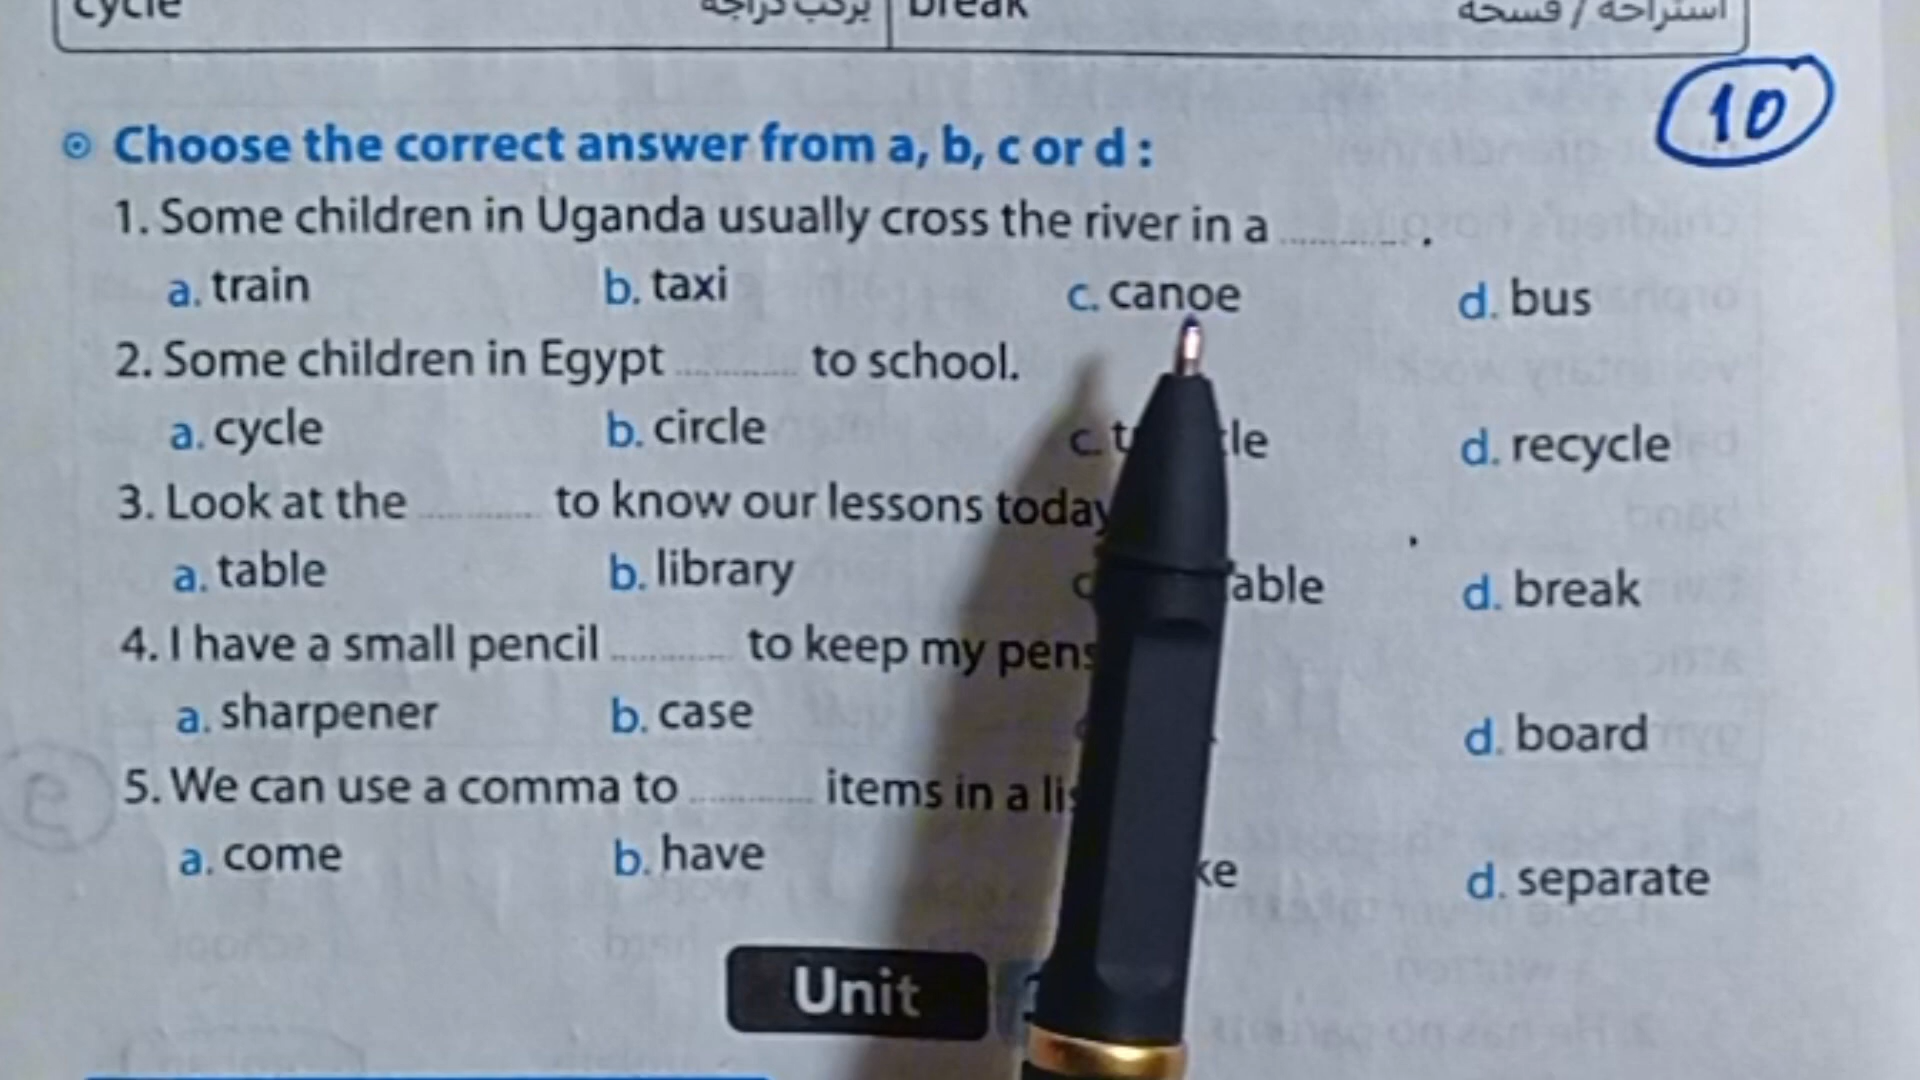 cycle يركب دراجة break استراحة / فسحة
10
Choose the correct answer from a, b, c or d :
1. Some children in Uganda usually cross the river in a .......... .
a. train b. taxi c. canoe d. bus
2. Some children in Egypt .......... to school.
a. cycle b. circle c. d. recycle
3. Look at the .......... to know our lessons today
a. table b. library d. break
4. I have a small pencil .......... to keep my pens
a. sharpener b. case d. board
5. We can use a comma to .......... items in a
a. come b. have d. separate
Unit